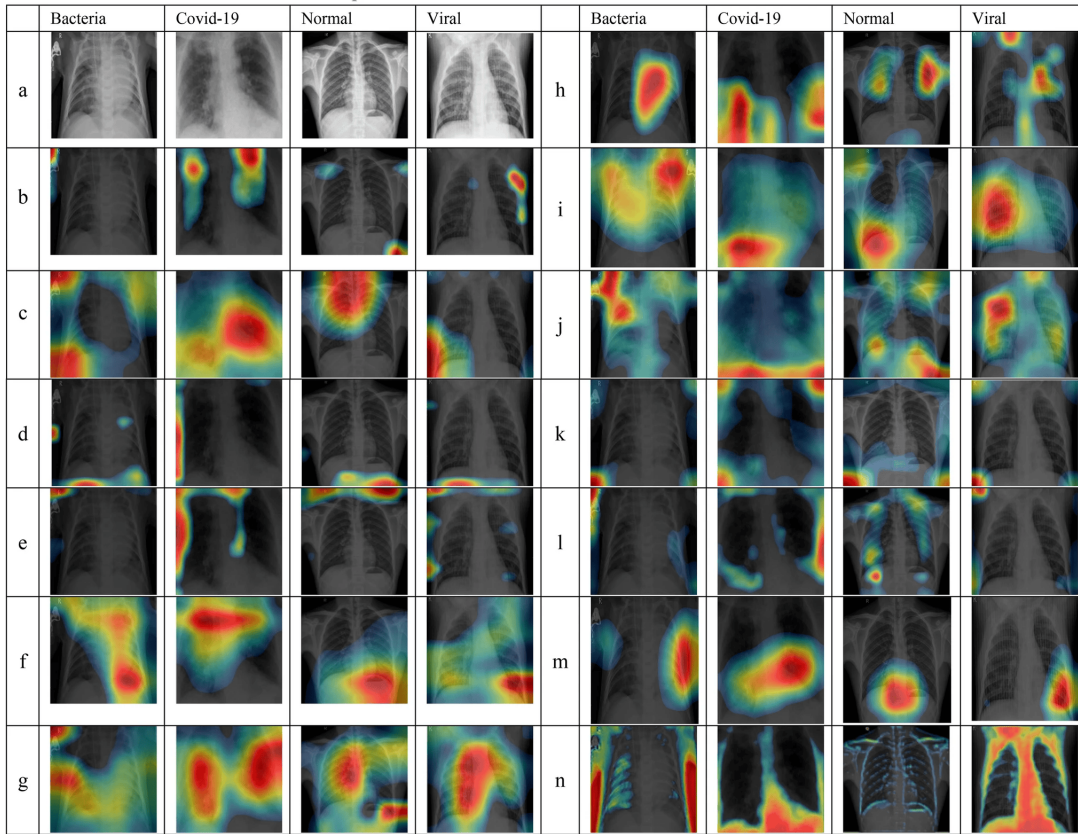 Bacteria Covid-19 Normal Viral Bacteria Covid-19 Normal Viral
a h
b i
c j
d k
e l
f m
g n